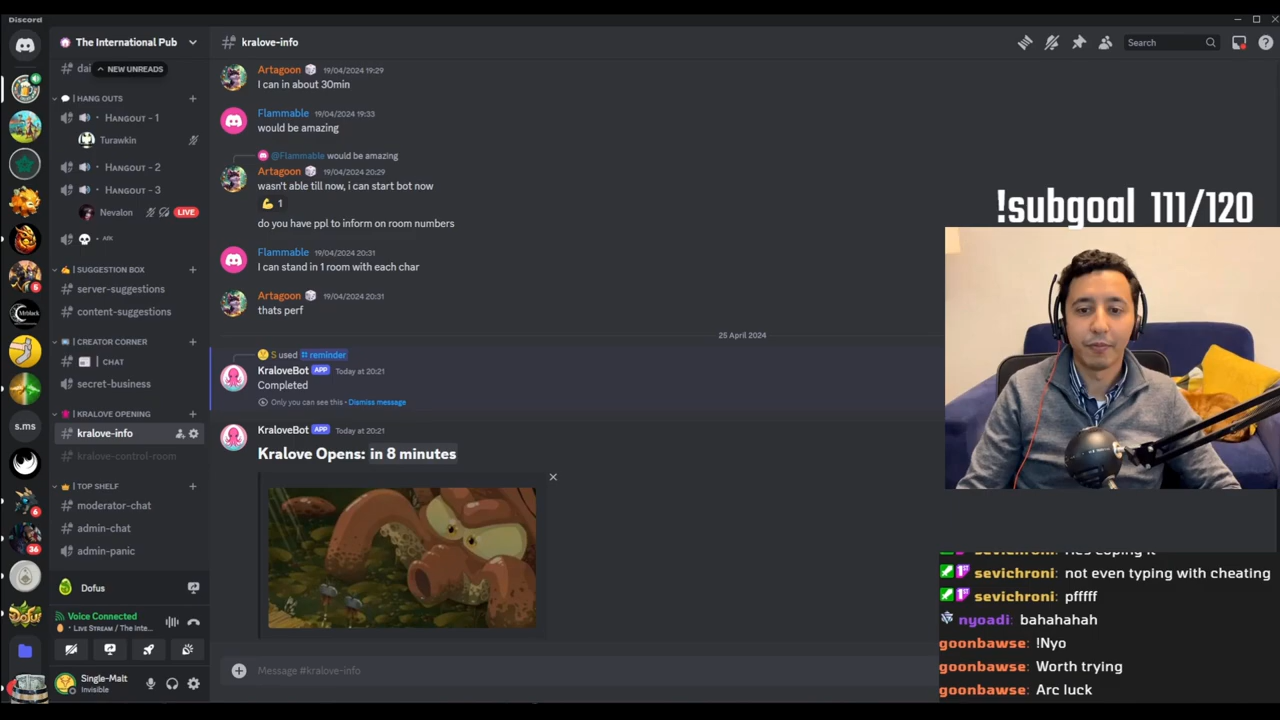 Discord
The International Pub
dai
NEW UNREADS
HANG OUTS
HANGOUT - 1
Turawkin
HANGOUT - 2
HANGOUT - 3
Nevalon
LIVE
AFK
SUGGESTION BOX
server-suggestions
content-suggestions
CREATOR CORNER
CHAT
secret-business
KRALOVE OPENING
kralove-info
kralove-control-room
TOP SHELF
moderator-chat
admin-chat
admin-panic
Dofus
Voice Connected
LIVE STREAM / The Inte...
Single-Malt
Invisible
s.ms
5
6
36
kralove-info
Search
Artagoon 19/04/2024 19:29
I can in about 30min
Flammable 19/04/2024 19:33
would be amazing
@Flammable would be amazing
Artagoon 19/04/2024 20:29
wasn't able till now, i can start bot now
1
do you have ppl to inform on room numbers
Flammable 19/04/2024 20:31
I can stand in 1 room with each char
Artagoon 19/04/2024 20:31
thats perf
25 April 2024
S used reminder
KraloveBot APP Today at 20:21
Completed
Only you can see this • Dismiss message
KraloveBot APP Today at 20:21
Kralove Opens: in 8 minutes
Message #kralove-info
!subgoal 111/120
sevichroni: not even typing with cheating
sevichroni: pfffff
nyoadi: bahahahah
goonbawse: !Nyo
goonbawse: Worth trying
goonbawse: Arc luck